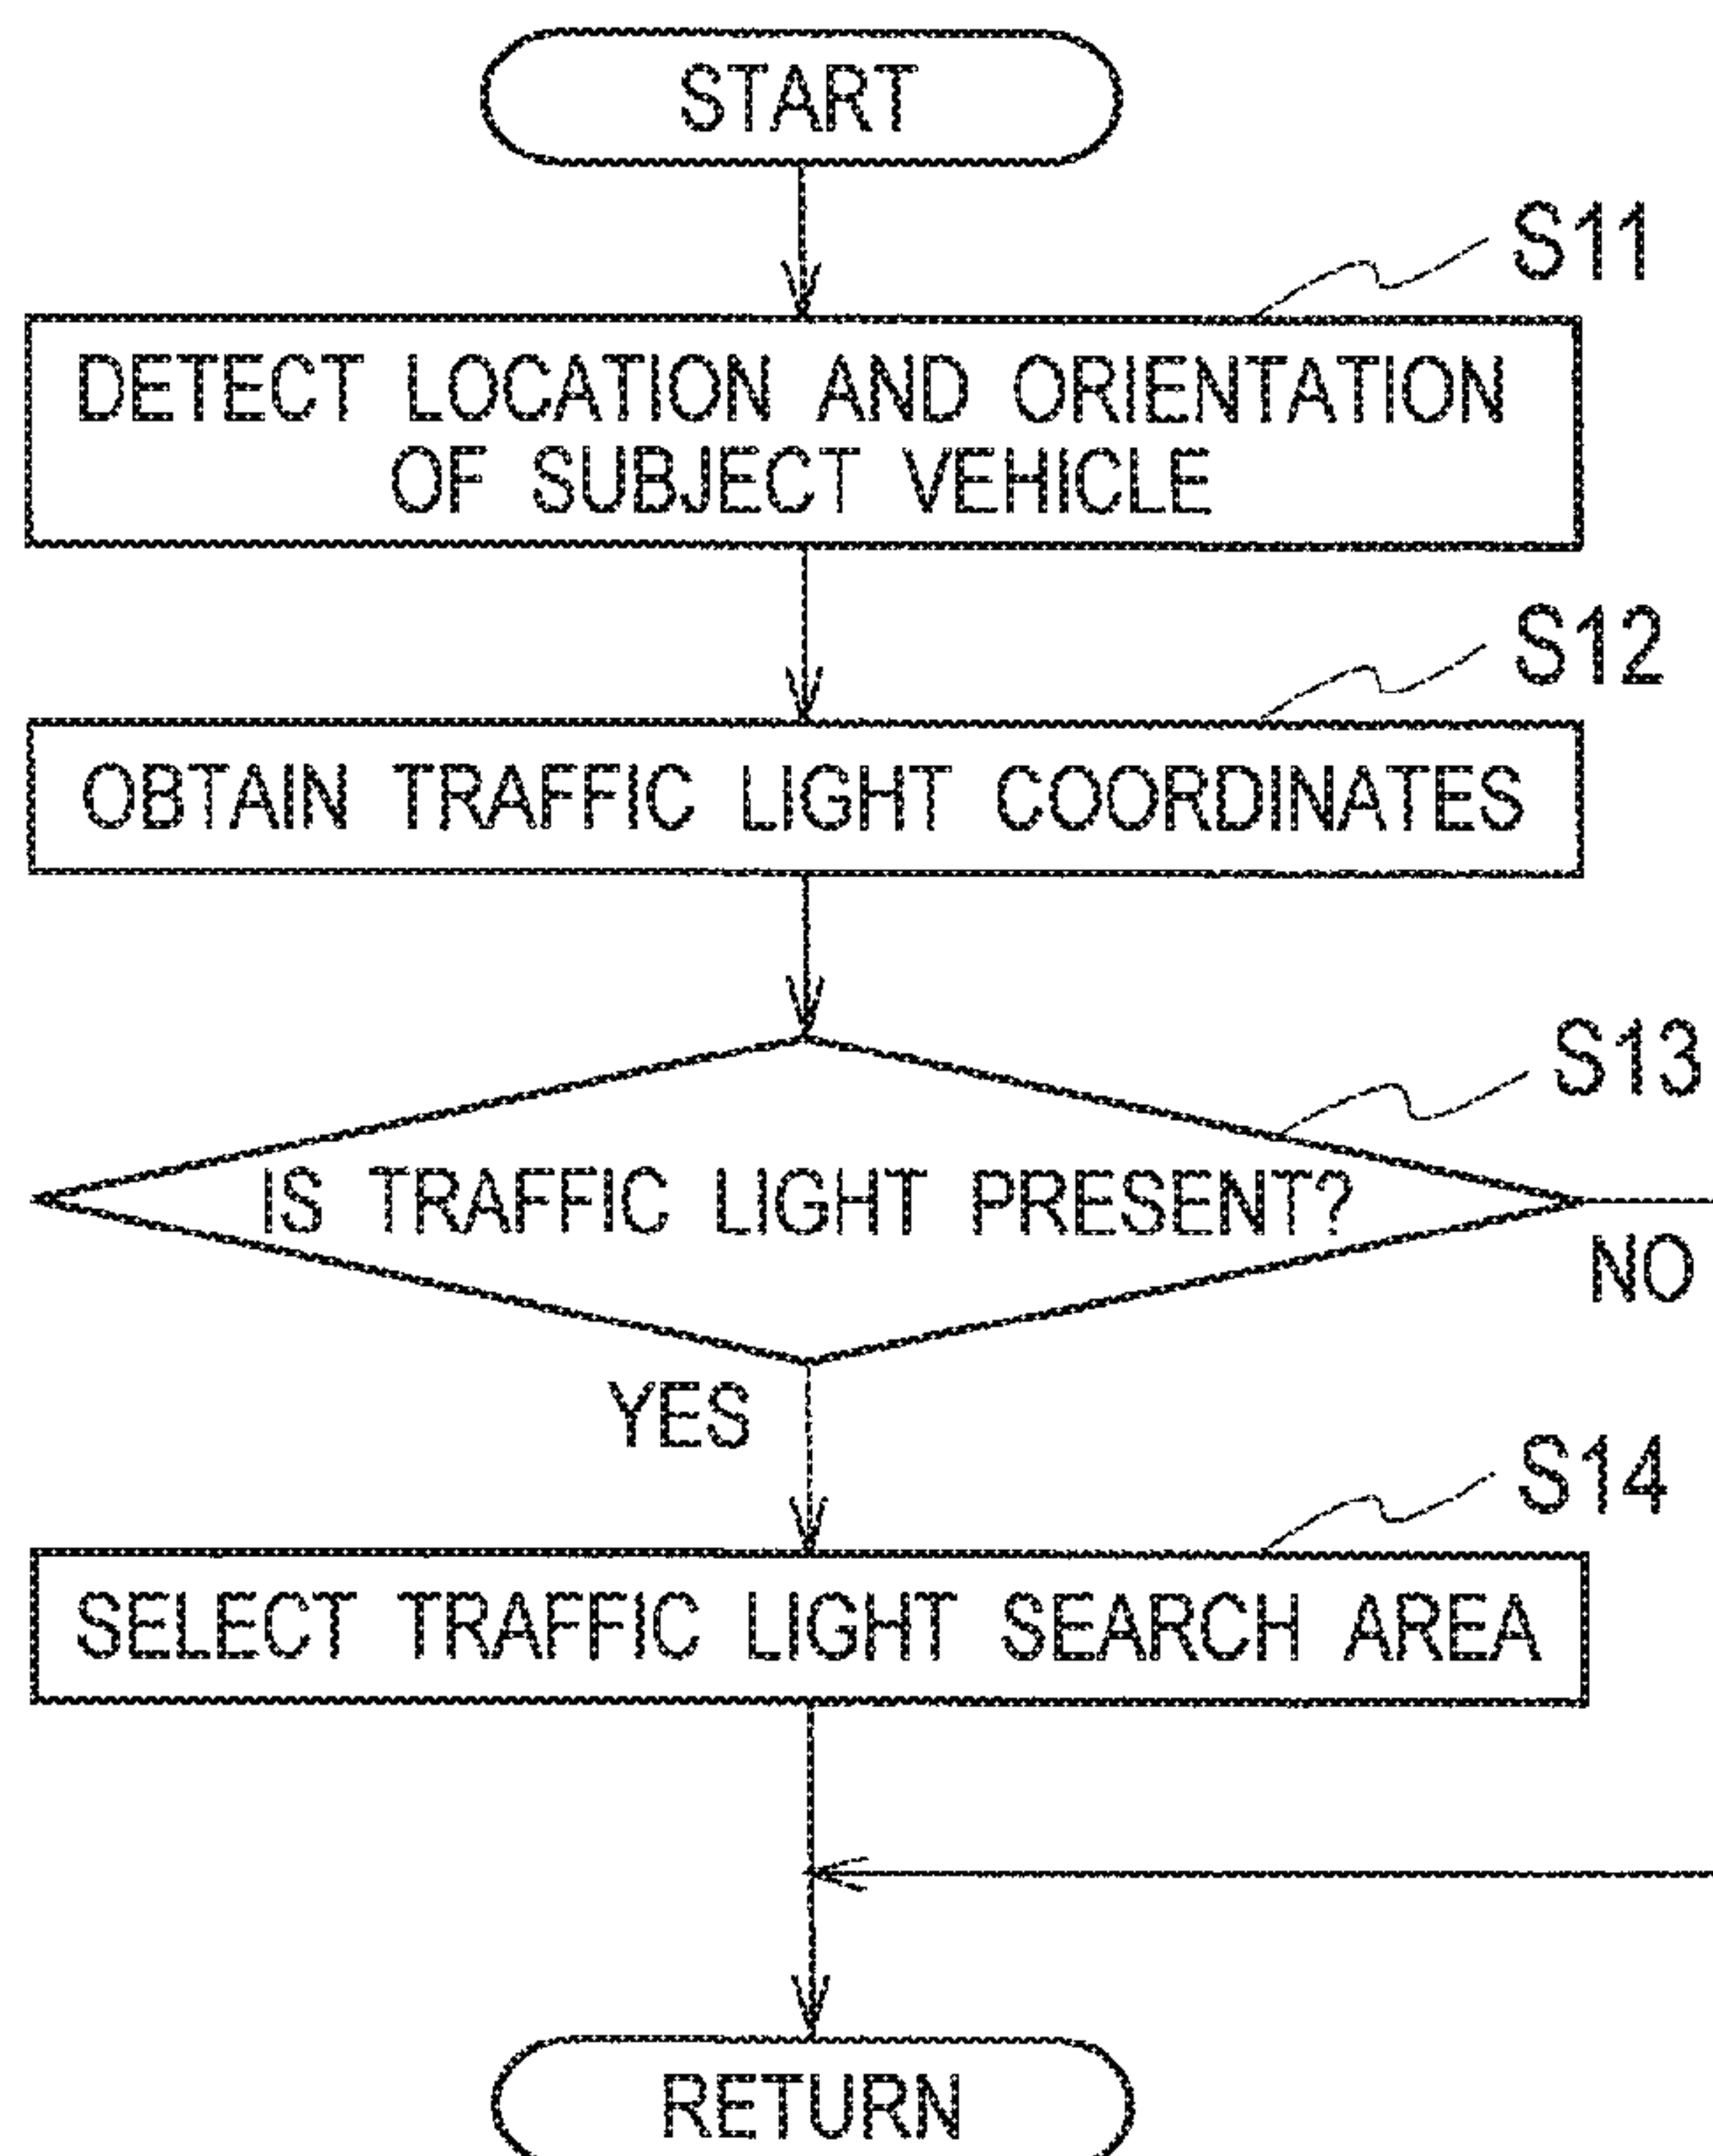 START
S11
DETECT LOCATION AND ORIENTATION
OF SUBJECT VEHICLE
S12
OBTAIN TRAFFIC LIGHT COORDINATES
S13
IS TRAFFIC LIGHT PRESENT?
NO
YES
S14
SELECT TRAFFIC LIGHT SEARCH AREA
RETURN